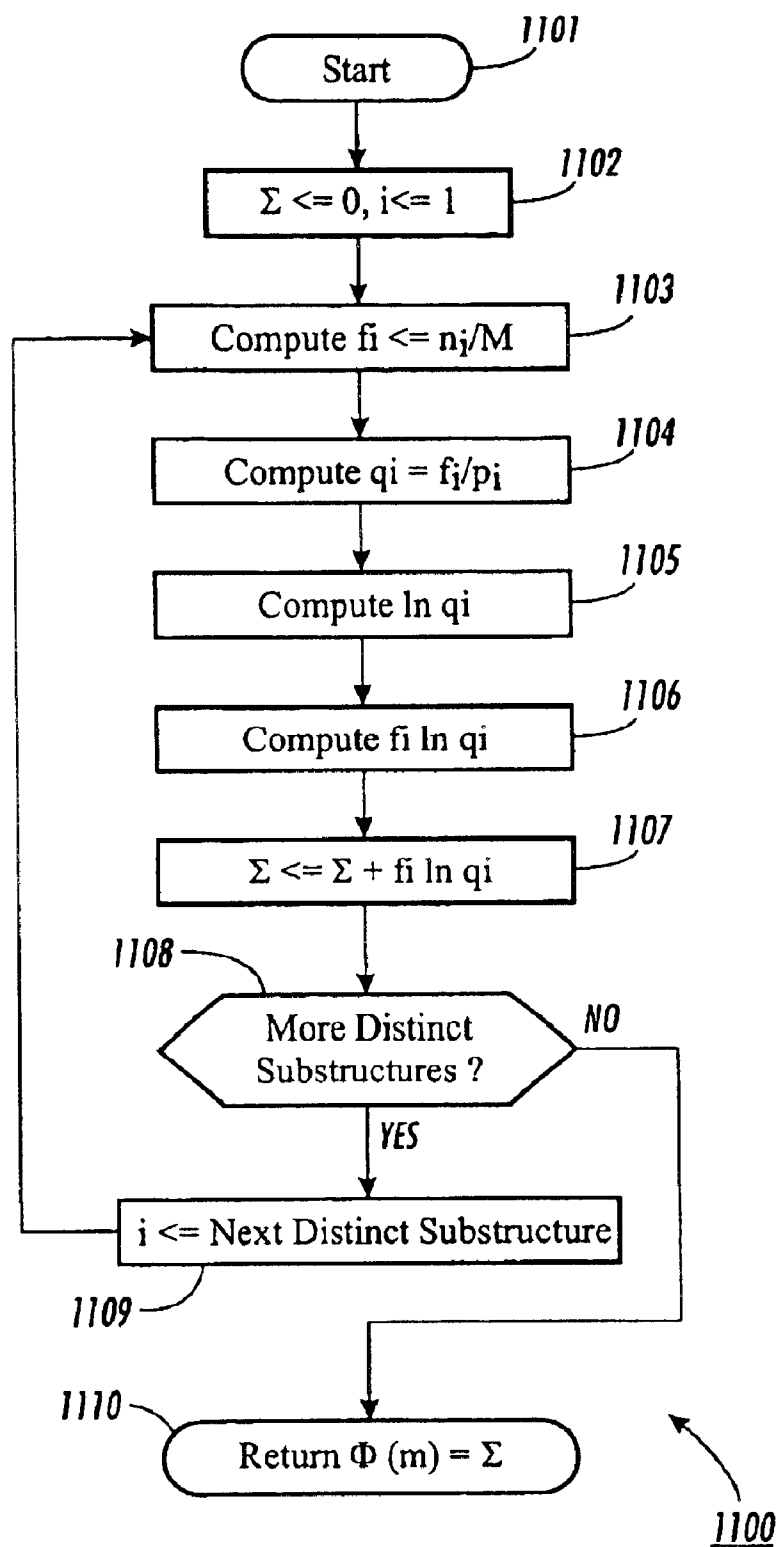 1101
Start
1102
Σ <= 0, i<= 1
1103
Compute fi <= ni/M
1104
Compute qi = fi/pi
1105
Compute ln qi
1106
Compute fi ln qi
1107
Σ <= Σ + fi ln qi
1108
More Distinct
Substructures ?
NO
YES
i <= Next Distinct Substructure
1109
1110
Return Φ (m) = Σ
1100